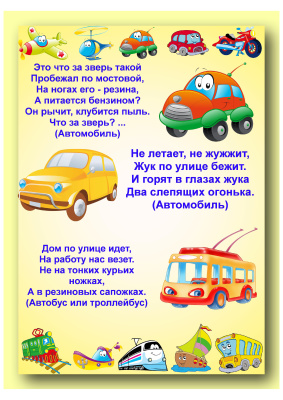 Это что за зверь такой
Пробежал по мостовой,
На ногах его - резина,
А питается бензином?
Он рычит, клубится пыль.
Что за зверь? ...
(Автомобиль)
Не летает, не жужжит,
Жук по улице бежит.
И горят в глазах жука
Два слепящих огонька.
(Автомобиль)
Дом по улице идет,
На работу нас везет.
Не на тонких курьих
ножках,
А в резиновых сапожках.
(Автобус или троллейбус)